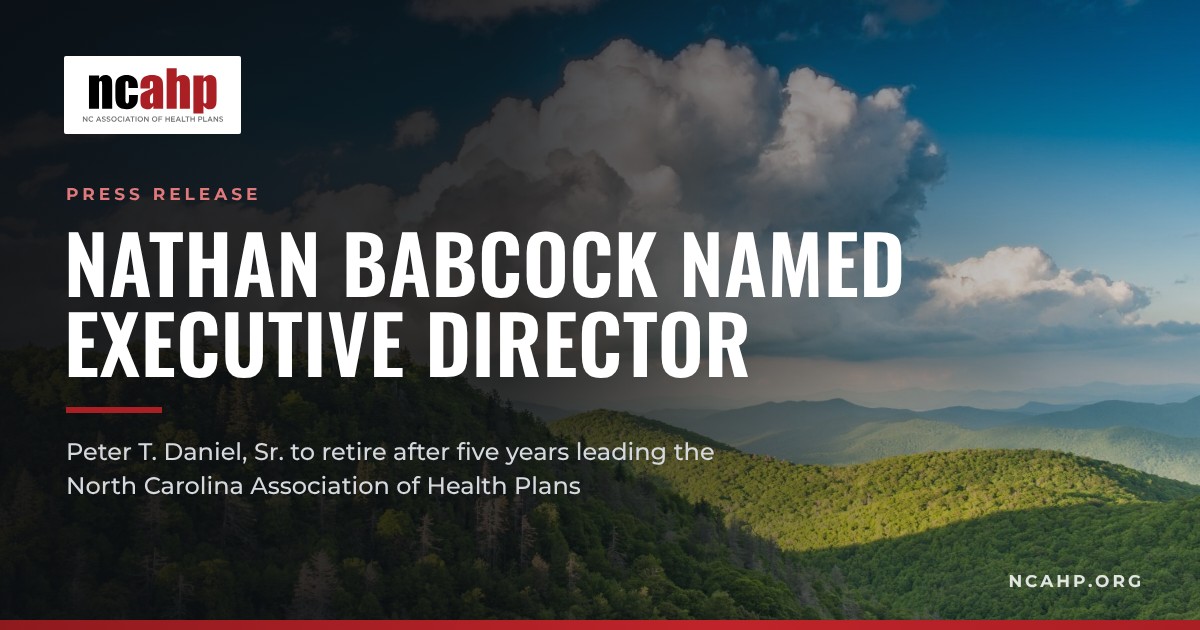 ncahp
NC ASSOCIATION OF HEALTH PLANS
PRESS RELEASE
NATHAN BABCOCK NAMED
EXECUTIVE DIRECTOR
Peter T. Daniel, Sr. to retire after five years leading the
North Carolina Association of Health Plans
NCAHP.ORG